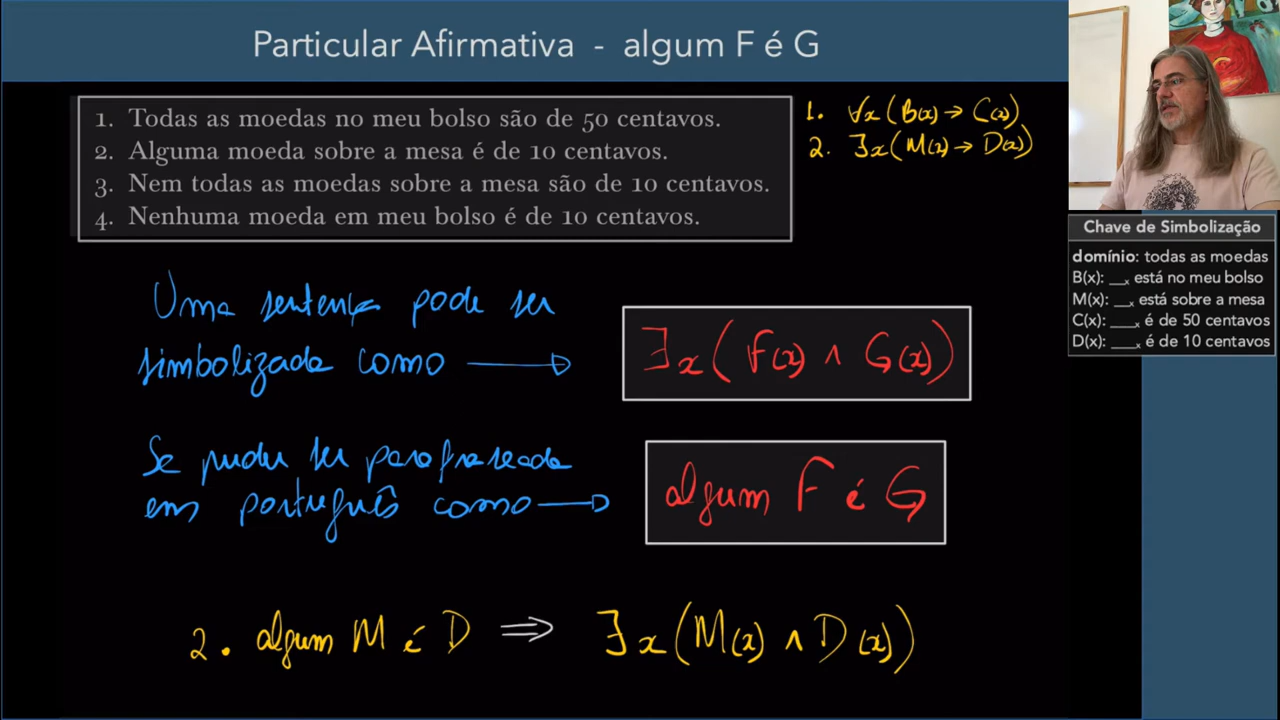 Particular Afirmativa - algum F é G
1. Todas as moedas no meu bolso são de 50 centavos.
2. Alguma moeda sobre a mesa é de 10 centavos.
3. Nem todas as moedas sobre a mesa são de 10 centavos.
4. Nenhuma moeda em meu bolso é de 10 centavos.
1. ∀x(B(x) → C(x))
2. ∃x(M(x) → D(x))
Chave de Simbolização
domínio: todas as moedas
B(x): __ₓ está no meu bolso
M(x): __ₓ está sobre a mesa
C(x): ___ₓ é de 50 centavos
D(x): ___ₓ é de 10 centavos
Uma sentença pode ser
simbolizada como →
∃x(F(x) ∧ G(x))
Se puder ser parafraseada
em português como →
algum F é G
2. algum M é D ⇒ ∃x(M(x) ∧ D(x))